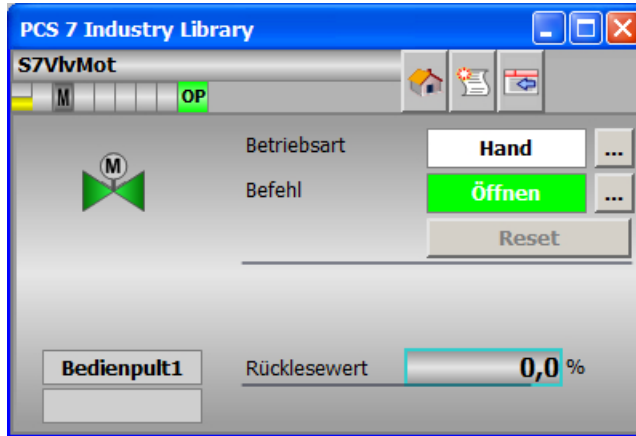 PCS 7 Industry Library
S7VlvMot
M OP
M
Betriebsart Hand ...
Befehl Öffnen ...
Reset
Bedienpult1 Rücklesewert 0,0 %